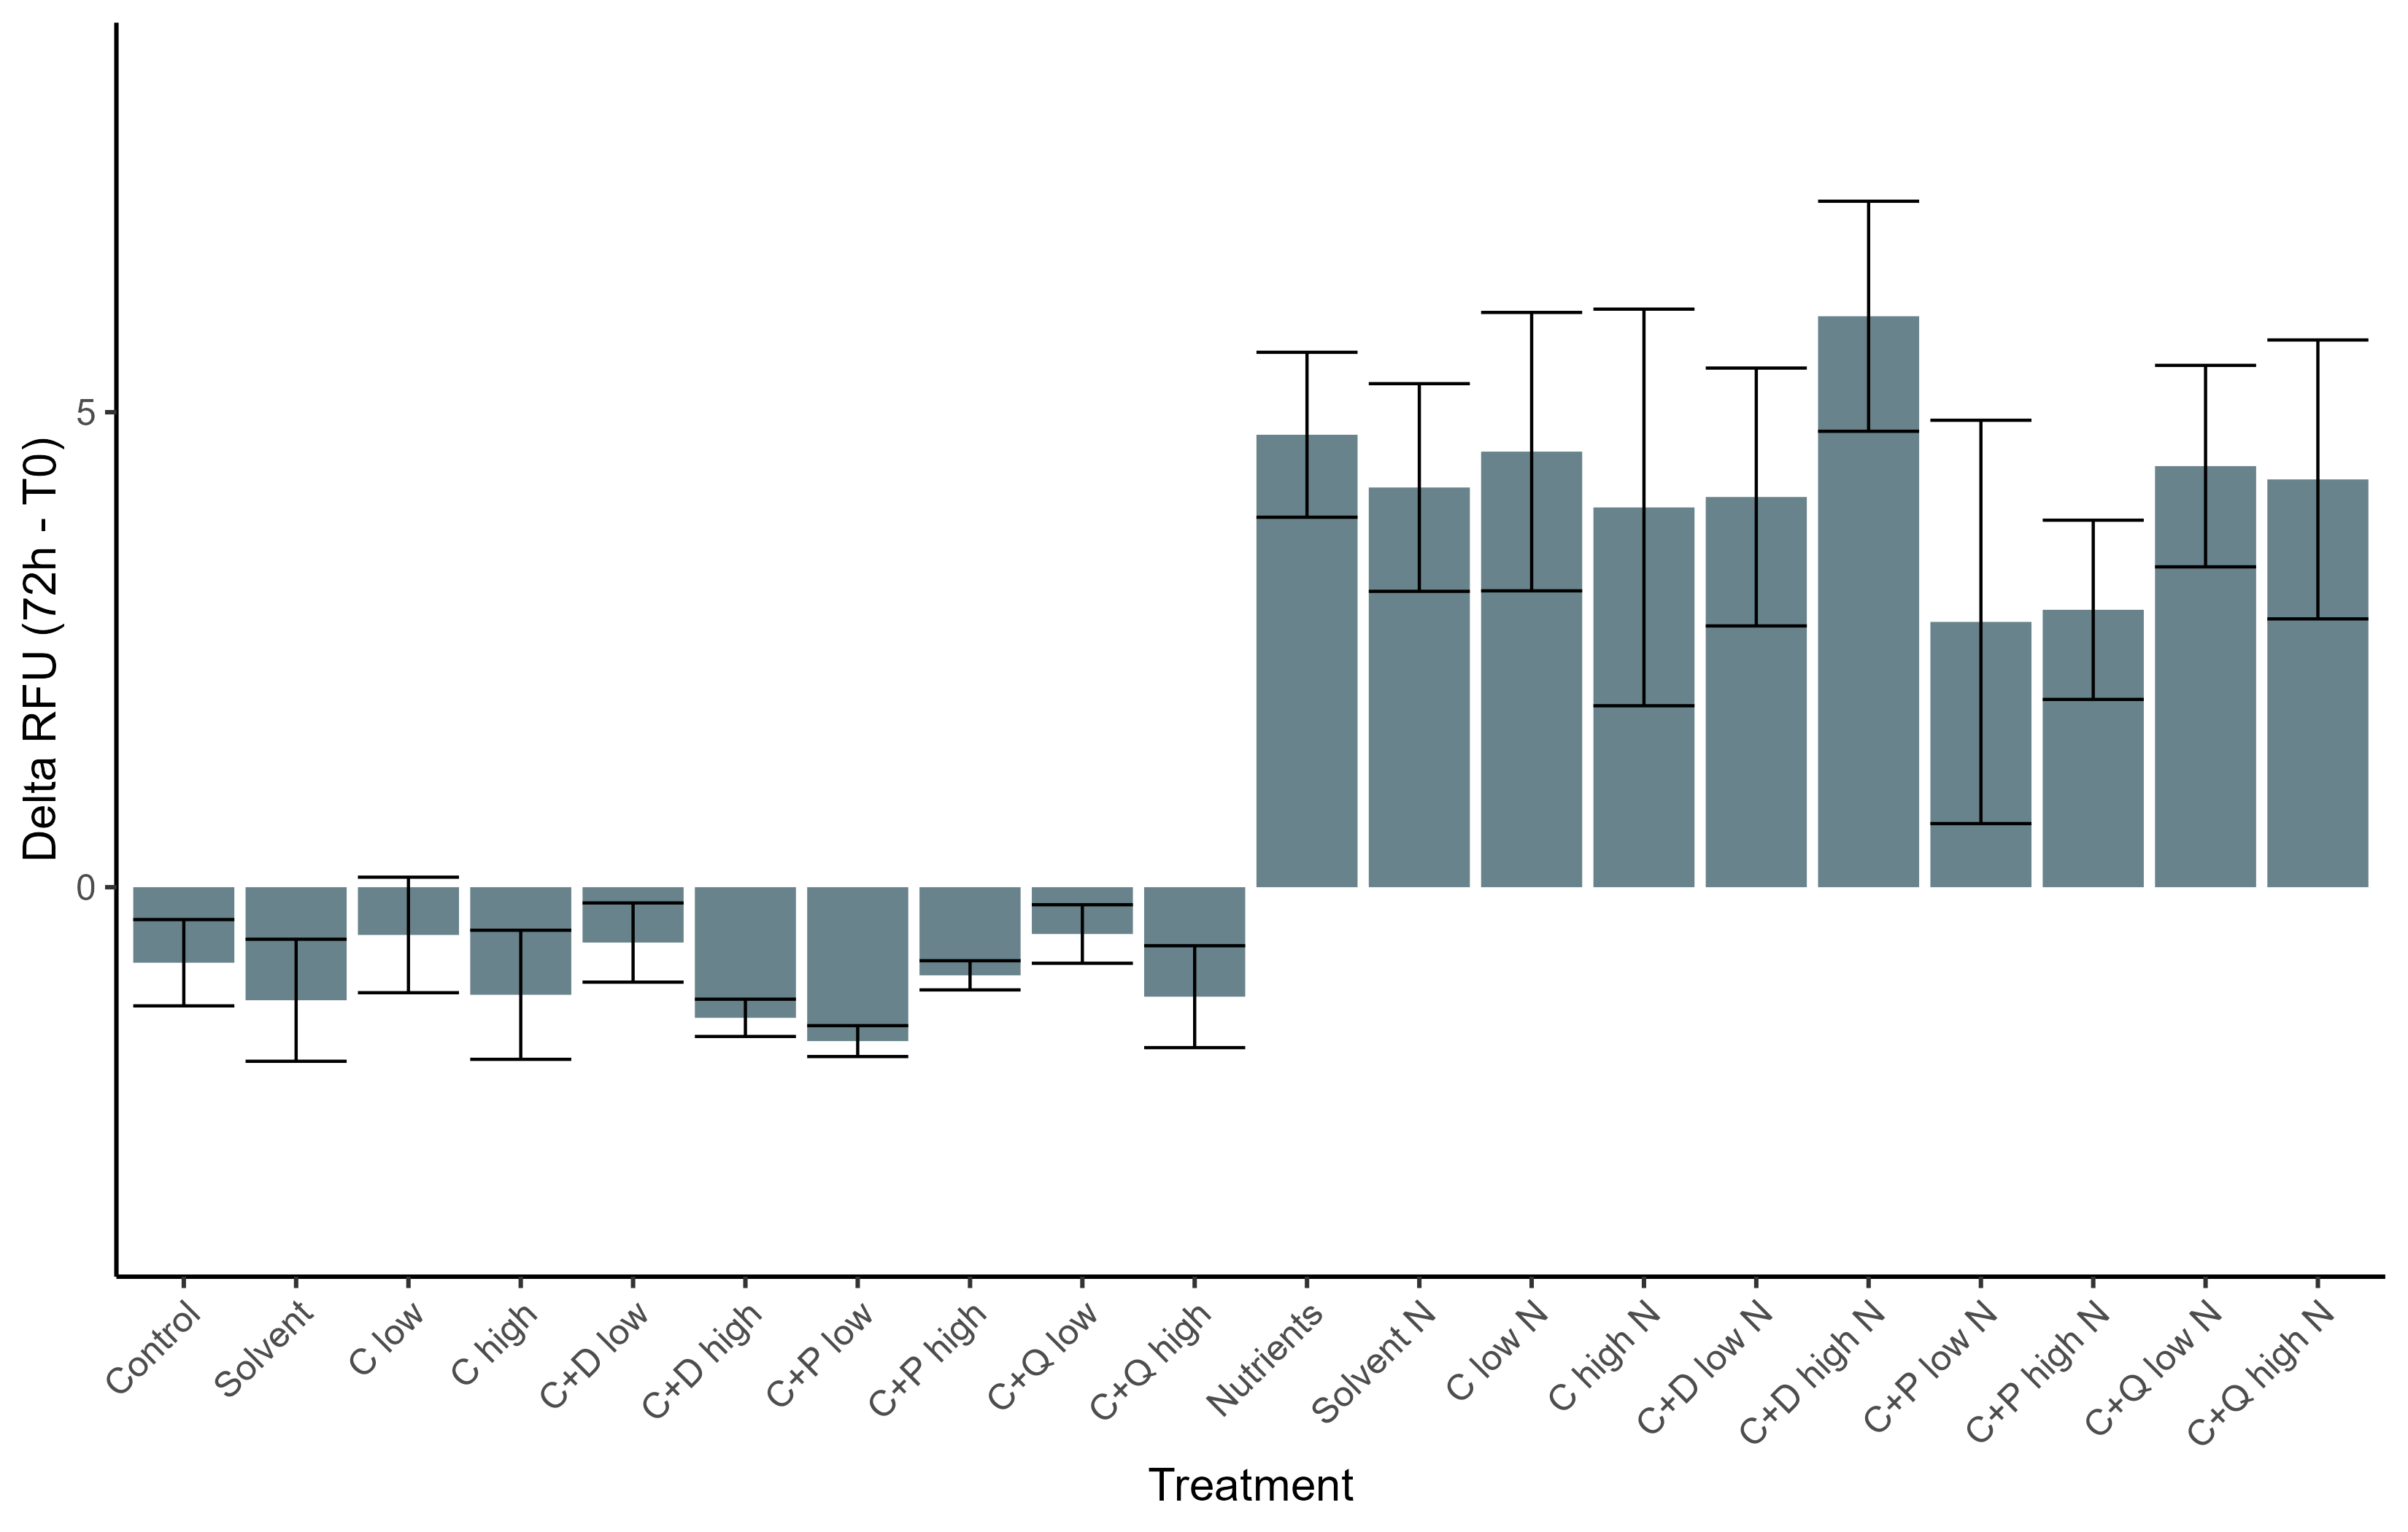 Delta RFU (72h - T0)
5
0
Control
Solvent
C low
C high
C+D low
C+D high
C+P low
C+P high
C+Q low
C+Q high
Nutrients
Solvent N
C low N
C high N
C+D low N
C+D high N
C+P low N
C+P high N
C+Q low N
C+Q high N
Treatment